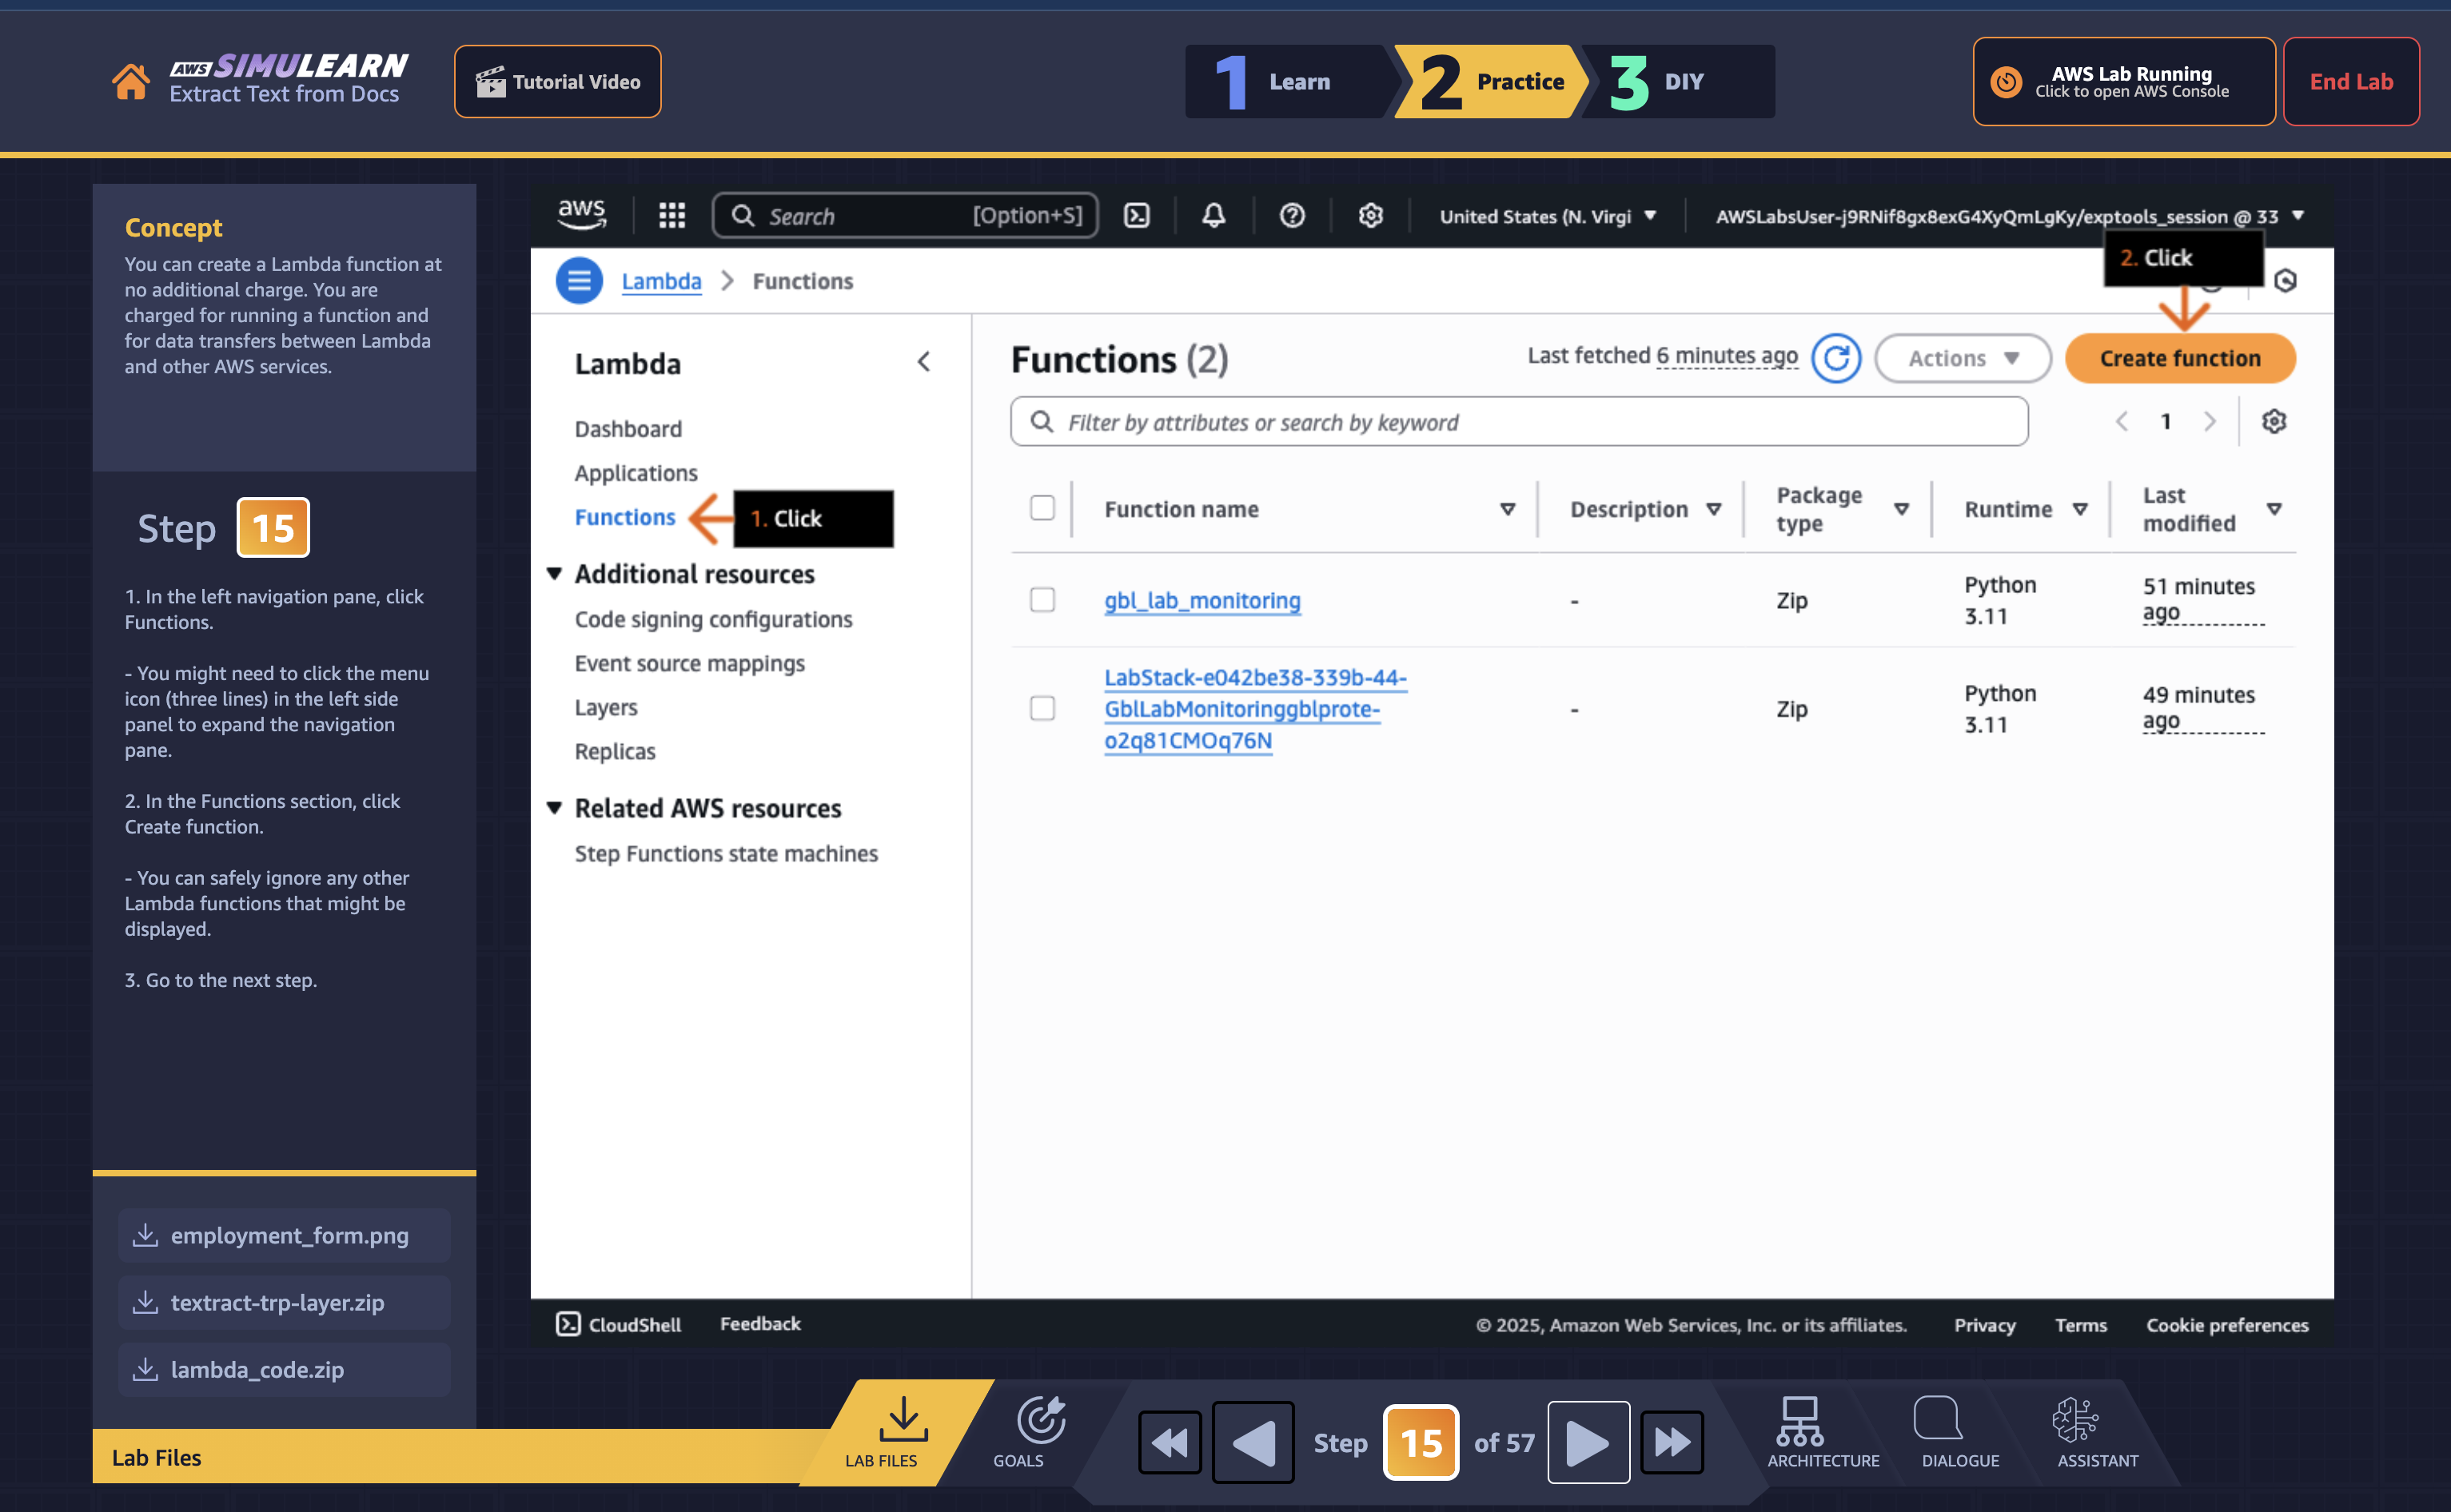 AWS SIMULEARN
Extract Text from Docs
Tutorial Video
1 Learn
2 Practice
3 DIY
AWS Lab Running
Click to open AWS Console
End Lab
Concept
You can create a Lambda function at
no additional charge. You are
charged for running a function and
for data transfers between Lambda
and other AWS services.
Step 15
1. In the left navigation pane, click
Functions.
- You might need to click the menu
icon (three lines) in the left side
panel to expand the navigation
pane.
2. In the Functions section, click
Create function.
- You can safely ignore any other
Lambda functions that might be
displayed.
3. Go to the next step.
employment_form.png
textract-trp-layer.zip
lambda_code.zip
Lab Files
aws
Search
[Option+S]
United States (N. Virgi
AWSLabsUser-j9RNif8gx8exG4XyQmLgKy/exptools_session @ 33
Lambda > Functions
2. Click
Lambda
Dashboard
Applications
Functions
1. Click
Additional resources
Code signing configurations
Event source mappings
Layers
Replicas
Related AWS resources
Step Functions state machines
Functions (2)
Last fetched 6 minutes ago
Actions
Create function
Filter by attributes or search by keyword
1
Function name
Description
Package
type
Runtime
Last
modified
gbl_lab_monitoring
-
Zip
Python
3.11
51 minutes
ago
LabStack-e042be38-339b-44-
GblLabMonitoringgblprote-
o2q81CMOq76N
-
Zip
Python
3.11
49 minutes
ago
CloudShell
Feedback
© 2025, Amazon Web Services, Inc. or its affiliates.
Privacy
Terms
Cookie preferences
LAB FILES
GOALS
Step 15 of 57
ARCHITECTURE
DIALOGUE
ASSISTANT